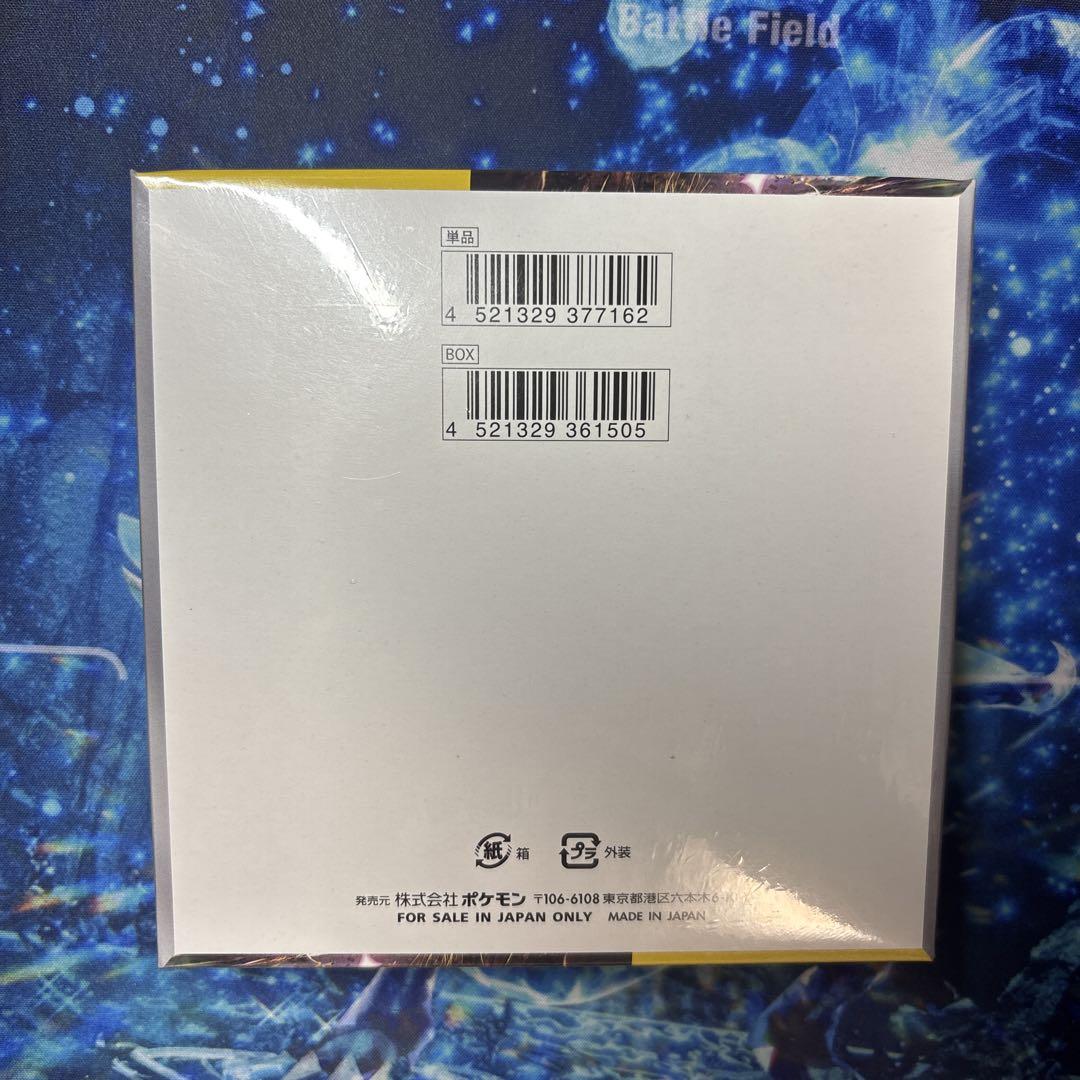 Battle Field
単品
4 521329 377162
BOX
4 521329 361505
紙 箱
プラ 外装
発売元 株式会社ポケモン 〒106-6108 東京都港区六本木6-
FOR SALE IN JAPAN ONLY MADE IN JAPAN